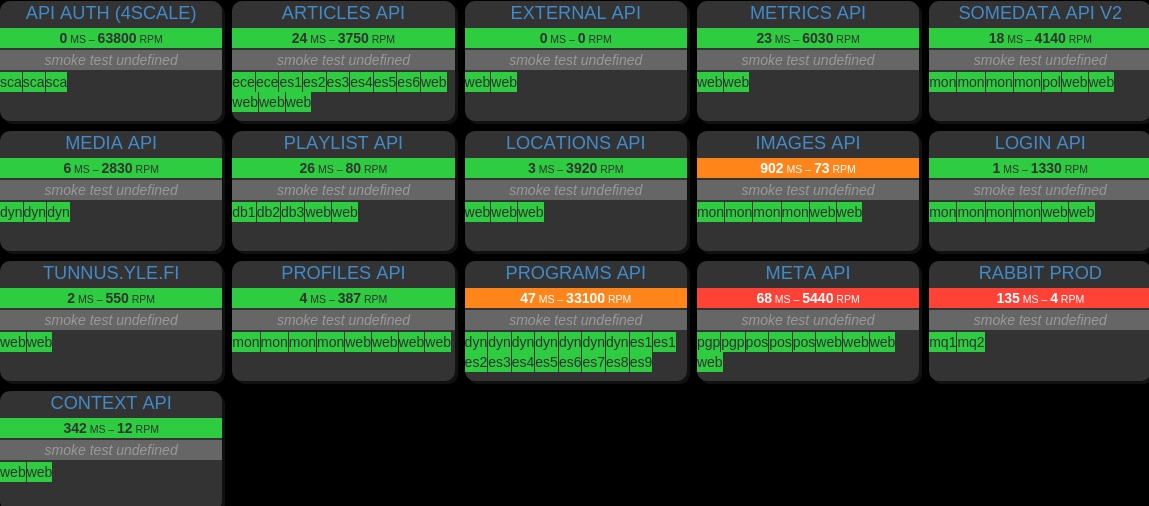 API AUTH (4SCALE)
0 MS – 63800 RPM
smoke test undefined
sca sca sca
ARTICLES API
24 MS – 3750 RPM
smoke test undefined
ece ece es1 es2 es3 es4 es5 es6 web
web web web
EXTERNAL API
0 MS – 0 RPM
smoke test undefined
web web
METRICS API
23 MS – 6030 RPM
smoke test undefined
web web
SOMEDATA API V2
18 MS – 4140 RPM
smoke test undefined
mon mon mon mon pol web web
MEDIA API
6 MS – 2830 RPM
smoke test undefined
dyn dyn dyn
PLAYLIST API
26 MS – 80 RPM
smoke test undefined
db1 db2 db3 web web
LOCATIONS API
3 MS – 3920 RPM
smoke test undefined
web web web
IMAGES API
902 MS – 73 RPM
smoke test undefined
mon mon mon mon web web
LOGIN API
1 MS – 1330 RPM
smoke test undefined
mon mon mon mon web web
TUNNUS.YLE.FI
2 MS – 550 RPM
smoke test undefined
web web
PROFILES API
4 MS – 387 RPM
smoke test undefined
mon mon mon mon web web web web
PROGRAMS API
47 MS – 33100 RPM
smoke test undefined
dyn dyn dyn dyn dyn dyn dyn es1 es1
es2 es3 es4 es5 es6 es7 es8 es9
META API
68 MS – 5440 RPM
smoke test undefined
pgp pgp pos pos pos web web web
web
RABBIT PROD
135 MS – 4 RPM
smoke test undefined
mq1 mq2
CONTEXT API
342 MS – 12 RPM
smoke test undefined
web web